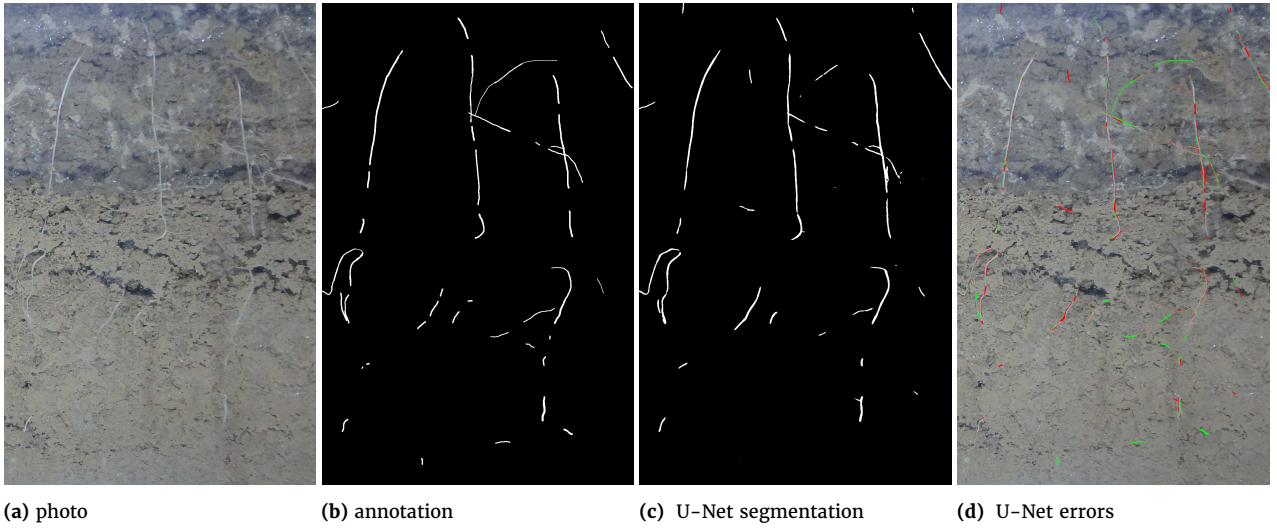 (a) photo
(b) annotation
(c) U-Net segmentation
(d) U-Net errors